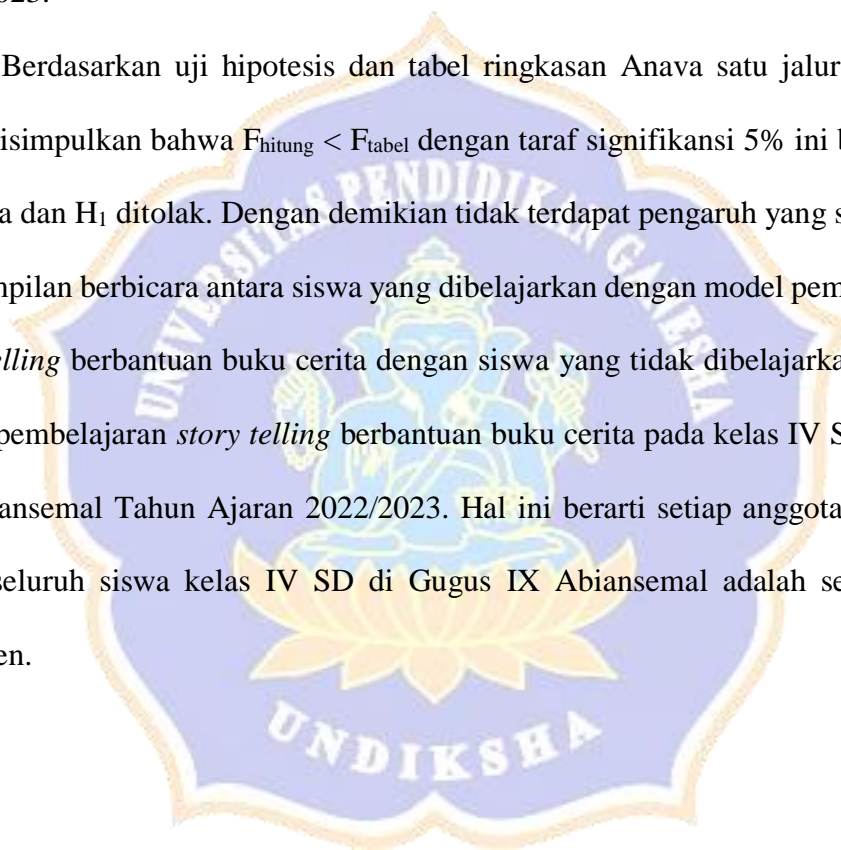 023.
Berdasarkan uji hipotesis dan tabel ringkasan Anava satu jalur
isimpulkan bahwa Fhitung < Ftabel dengan taraf signifikansi 5% ini b
a dan H1 ditolak. Dengan demikian tidak terdapat pengaruh yang s
npilan berbicara antara siswa yang dibelajarkan dengan model pem
elling berbantuan buku cerita dengan siswa yang tidak dibelajarka
pembelajaran story telling berbantuan buku cerita pada kelas IV S
ansemal Tahun Ajaran 2022/2023. Hal ini berarti setiap anggota
seluruh siswa kelas IV SD di Gugus IX Abiansemal adalah se
en.
UNIVERSITAS PENDIDIKAN GANESHA
UNDIKSHA